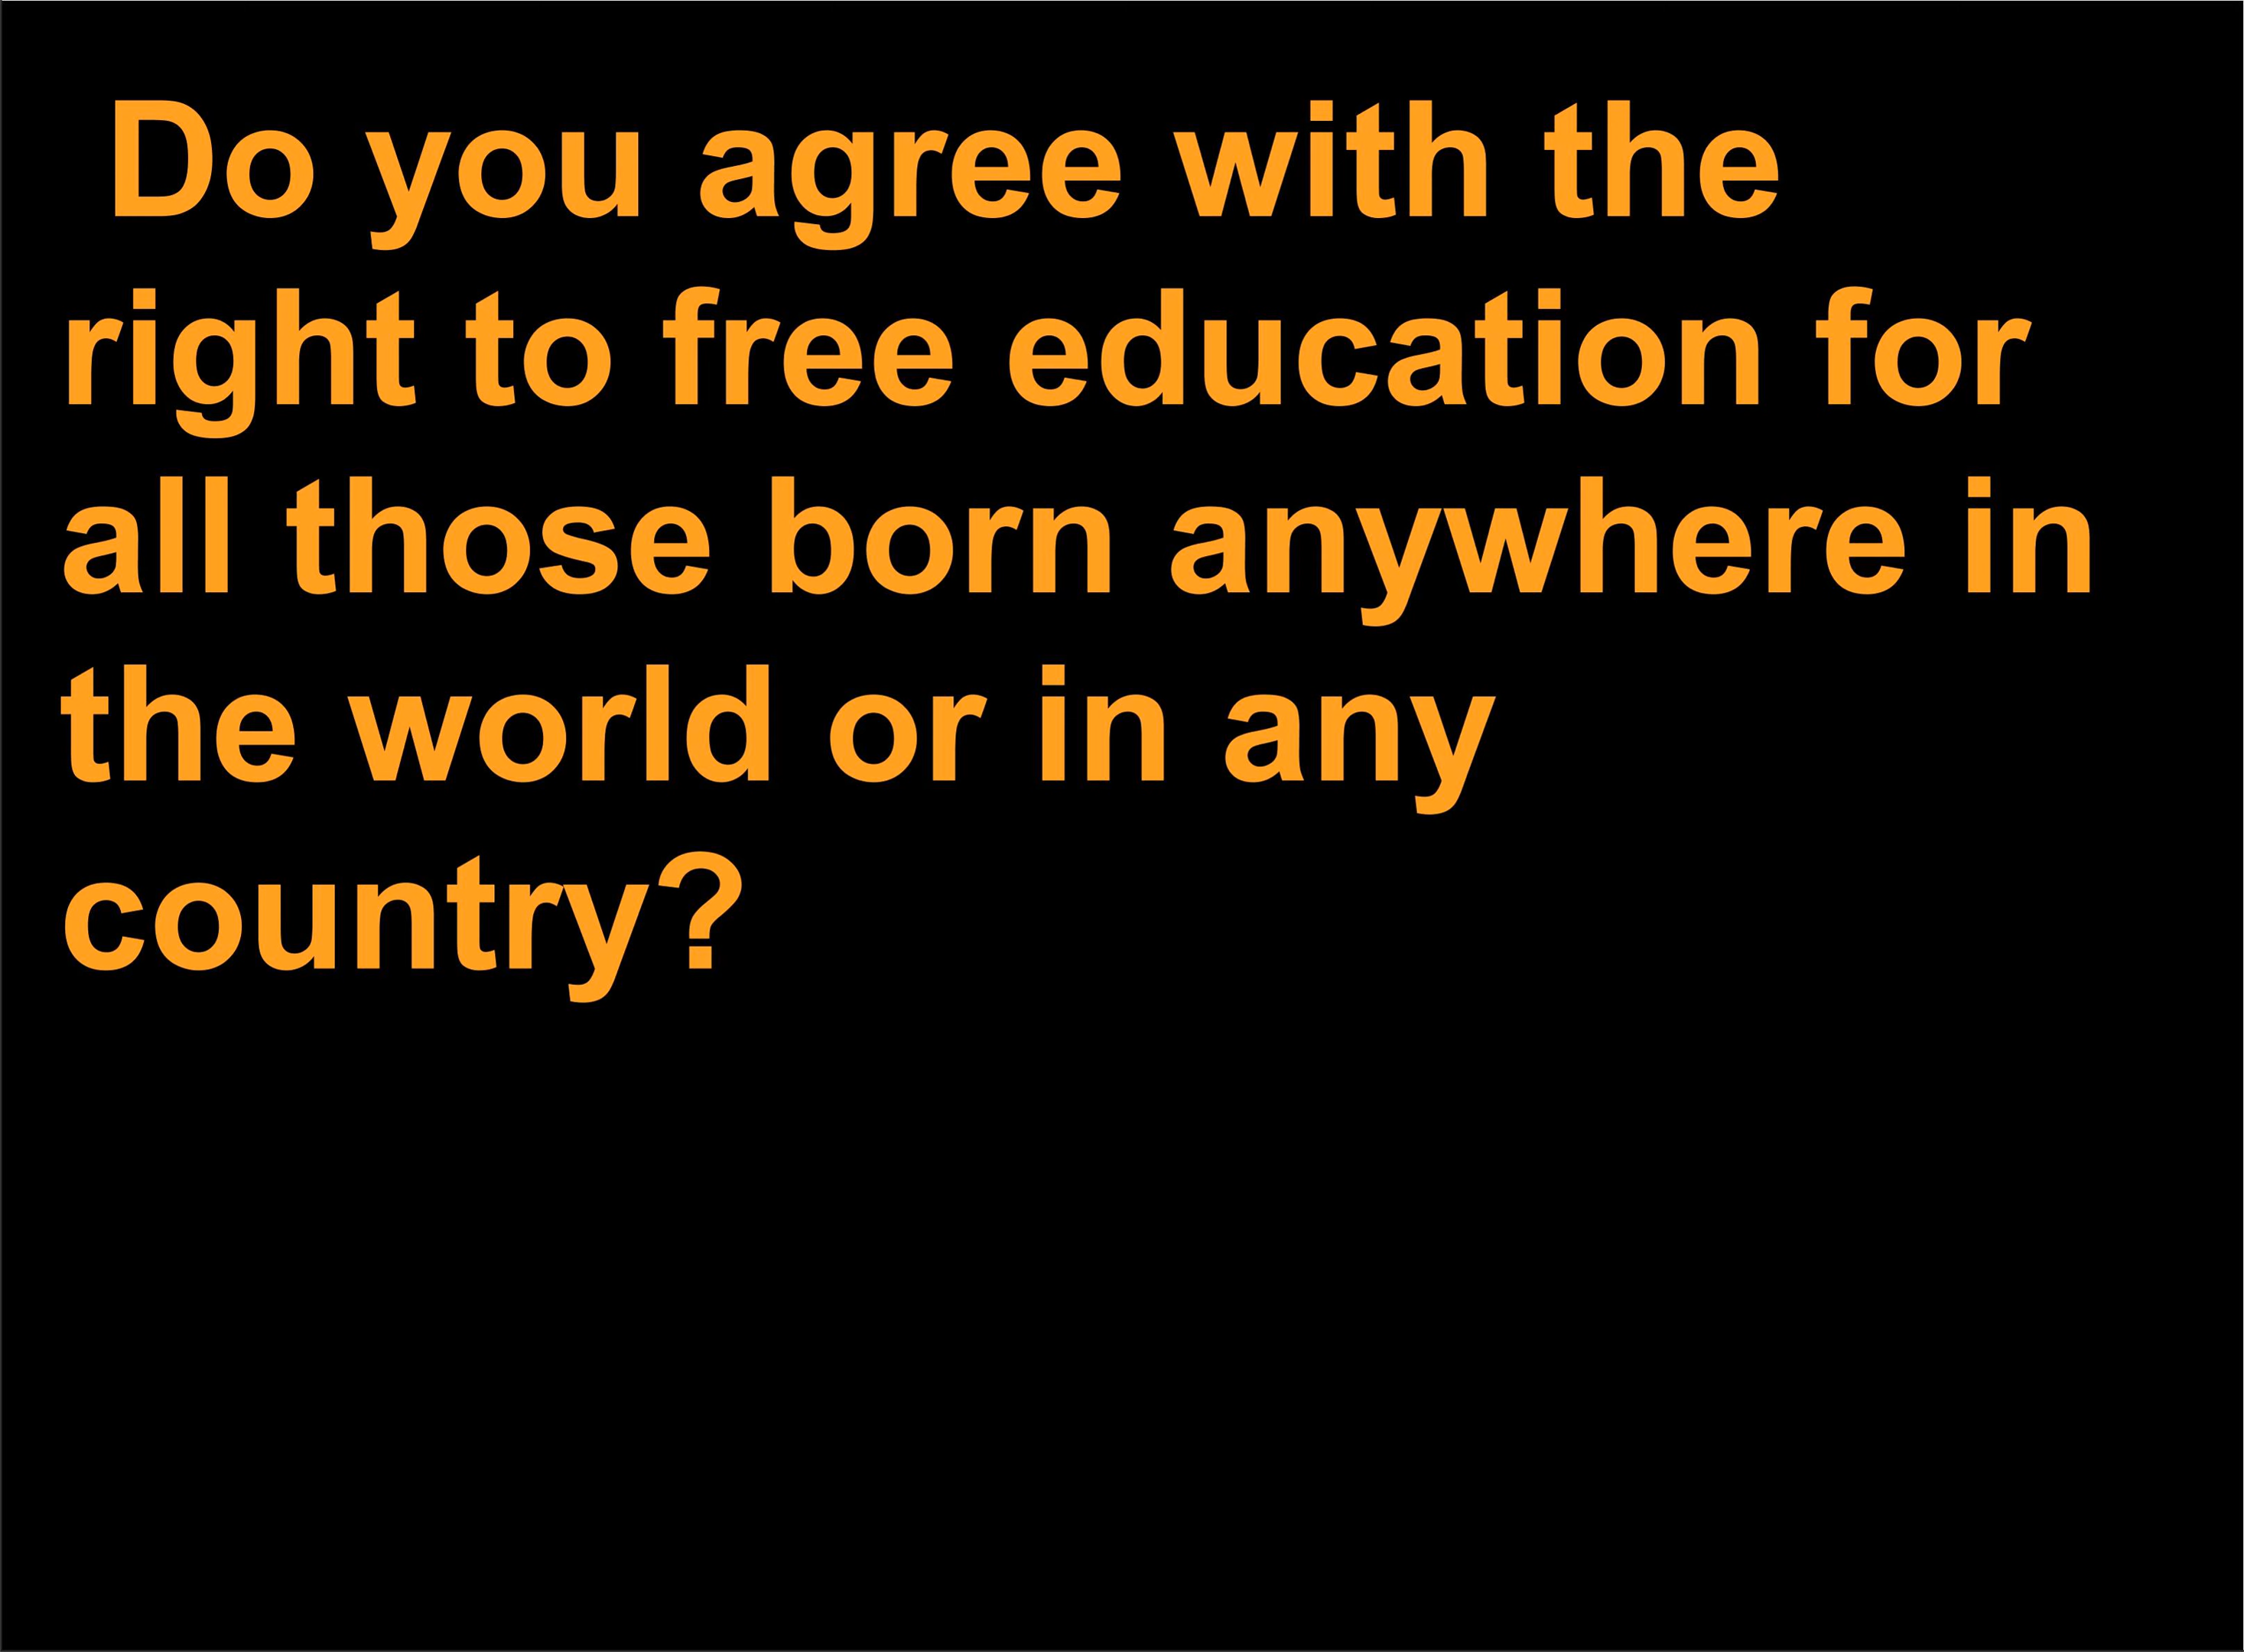 Do you agree with the
right to free education for
all those born anywhere in
the world or in any
country?